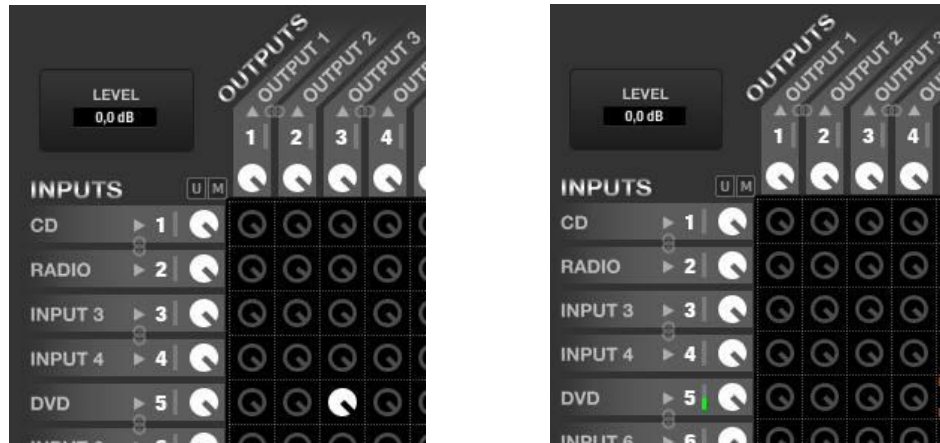 OUTPUTS
OUTPUT 1
OUTPUT 2
OUTPUT 3
LEVEL
0,0 dB
1 2 3 4
INPUTS U M
CD 1
RADIO 2
INPUT 3 3
INPUT 4 4
DVD 5
OUTPUTS
OUTPUT 1
OUTPUT 2
OUTPUT 3
LEVEL
0,0 dB
1 2 3 4
INPUTS U M
CD 1
RADIO 2
INPUT 3 3
INPUT 4 4
DVD 5
INPUT 6 6